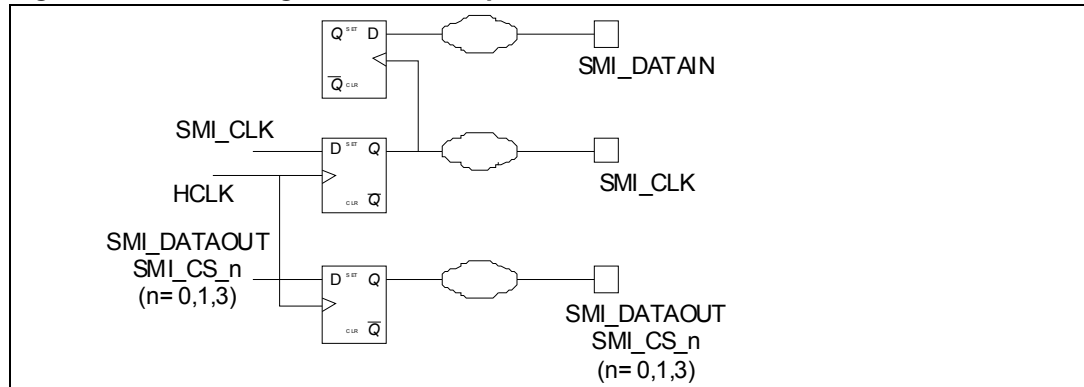 Q SET D
SMI_DATAIN
Q CLR
SMI_CLK
D SET Q
SMI_CLK
HCLK
CLR Q
SMI_DATAOUT
SMI_CS_n
(n= 0,1,3)
D SET Q
CLR Q
SMI_DATAOUT
SMI_CS_n
(n= 0,1,3)